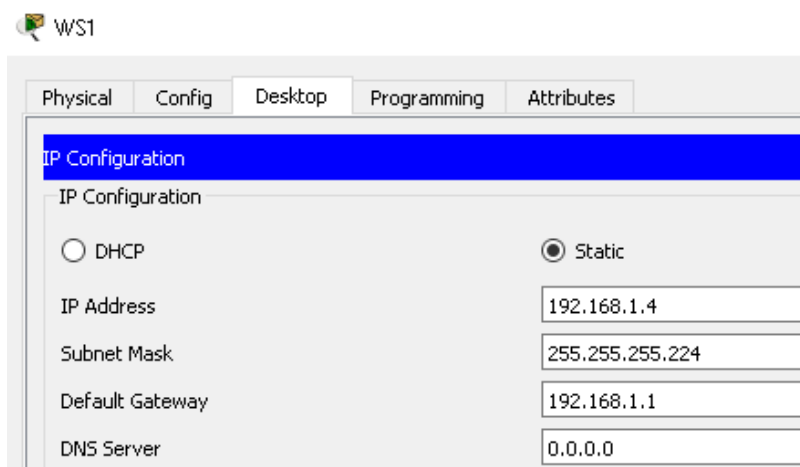 WS1
Physical Config Desktop Programming Attributes
IP Configuration
IP Configuration
DHCP Static
IP Address 192.168.1.4
Subnet Mask 255.255.255.224
Default Gateway 192.168.1.1
DNS Server 0.0.0.0